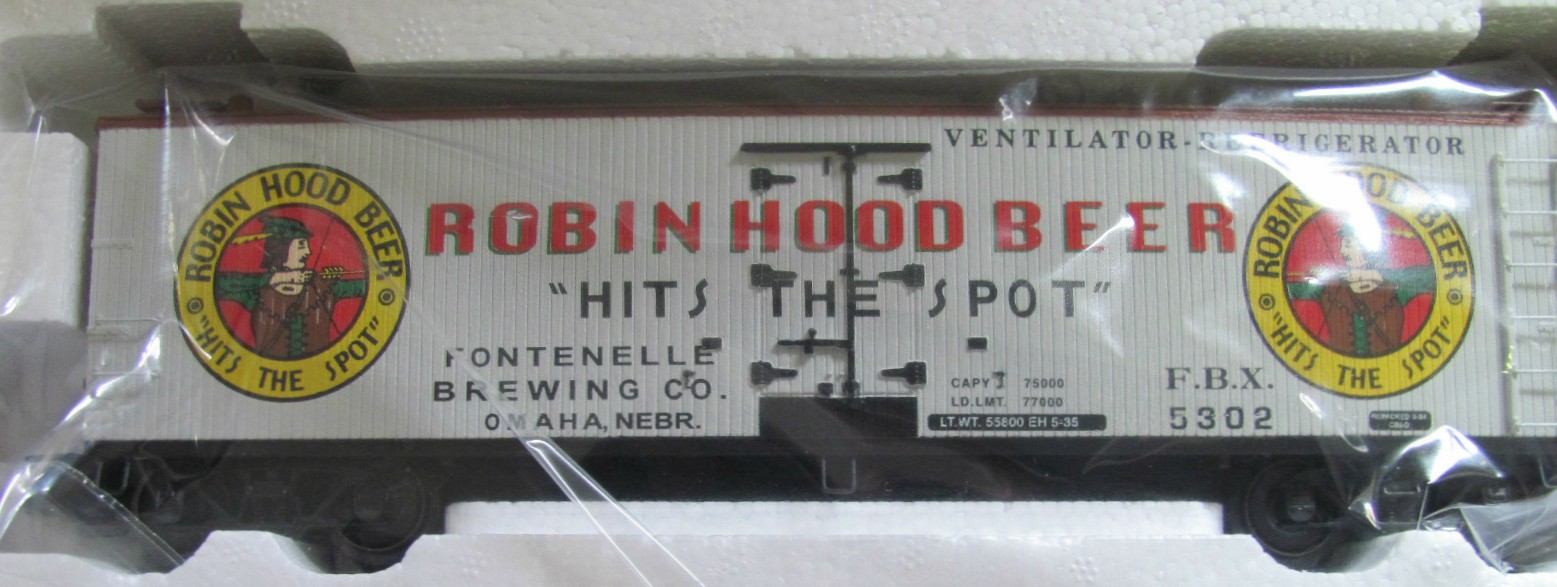 VENTILATOR-REFRIGERATOR
ROBIN HOOD BEER
"HITS THE SPOT"
ROBIN HOOD BEER
"HITS THE SPOT"
FONTENELLE
BREWING CO.
OMAHA, NEBR.
CAPY 75000
LD.LMT. 77000
LT.WT. 55800 EH 5-35
F.B.X.
5302
ROBIN HOOD BEER
"HITS THE SPOT"